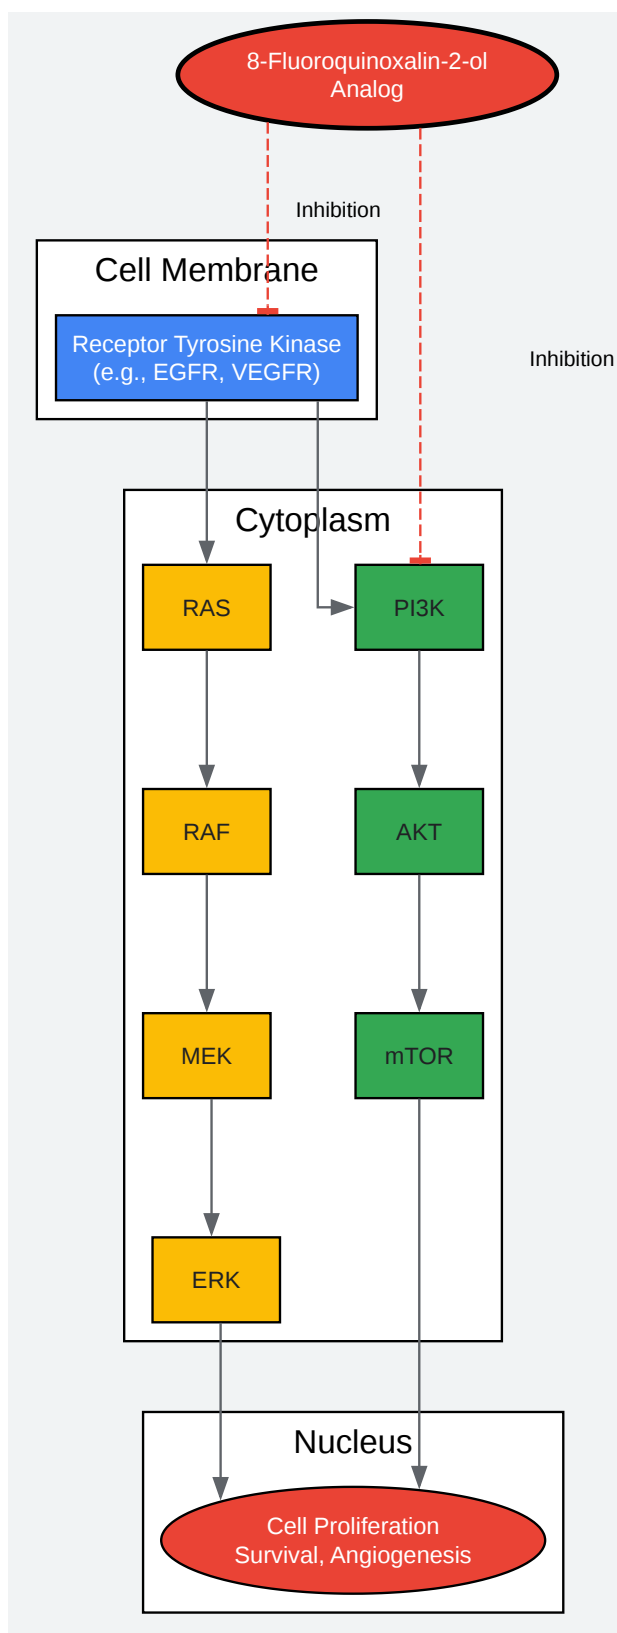 8-Fluoroquinoxalin-2-ol
Analog
Inhibition
Cell Membrane
Receptor Tyrosine Kinase
(e.g., EGFR, VEGFR)
Inhibition
Cytoplasm
RAS
PI3K
RAF
AKT
MEK
mTOR
ERK
Nucleus
Cell Proliferation
Survival, Angiogenesis